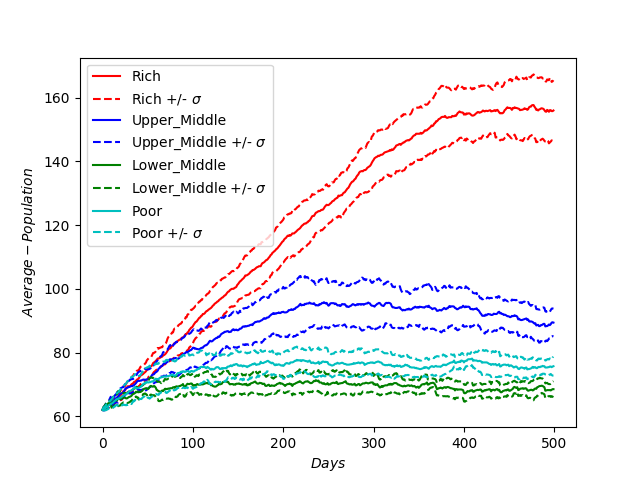 Rich
Rich +/- σ
Upper_Middle
Upper_Middle +/- σ
Lower_Middle
Lower_Middle +/- σ
Poor
Poor +/- σ
160
140
120
100
80
60
Average − Population
0 100 200 300 400 500
Days